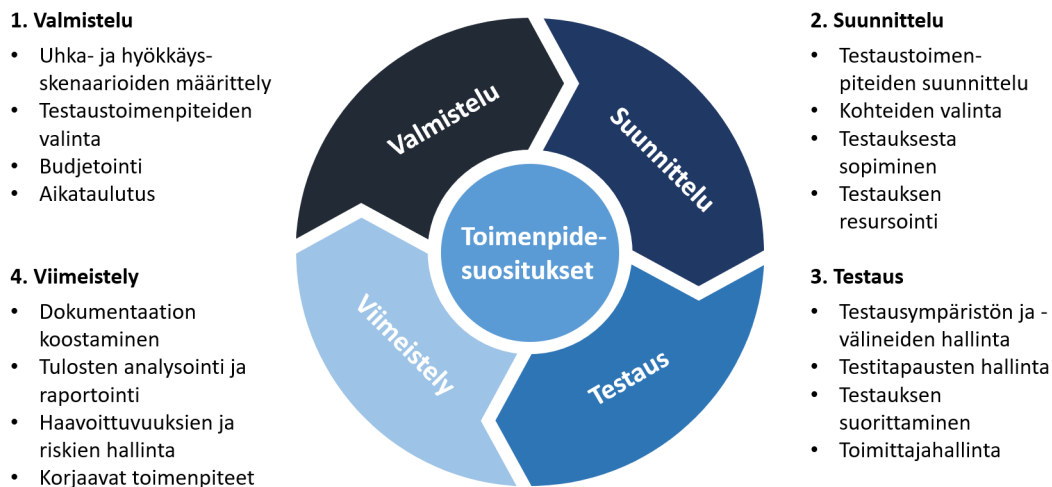 1. Valmistelu
• Uhka- ja hyökkäys-
skenaarioiden määrittely
• Testaustoimenpiteiden
valinta
• Budjetointi
• Aikataulutus
2. Suunnittelu
• Testaustoimen-
piteiden suunnittelu
• Kohteiden valinta
• Testauksesta
sopiminen
• Testauksen
resursointi
Valmistelu
Suunnittelu
Toimenpide-
suositukset
Viimeistely
Testaus
4. Viimeistely
• Dokumentaation
koostaminen
• Tulosten analysointi ja
raportointi
• Haavoittuvuuksien ja
riskien hallinta
• Korjaavat toimenpiteet
3. Testaus
• Testausympäristön ja -
välineiden hallinta
• Testitapausten hallinta
• Testauksen
suorittaminen
• Toimittajahallinta